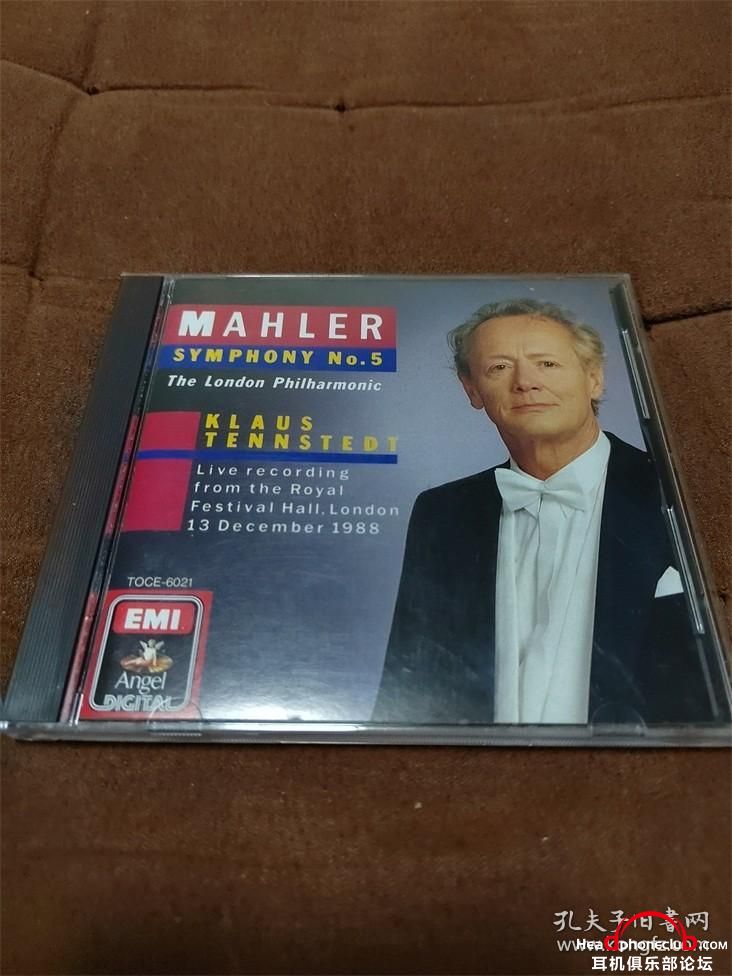 MAHLER
SYMPHONY No.5
The London Philharmonic
KLAUS
TENNSTEDT
Live recording
from the Royal
Festival Hall, London
13 December 1988
TOCE-6021
EMI
Angel
DIGITAL
孔夫子旧书网
耳机俱乐部论坛